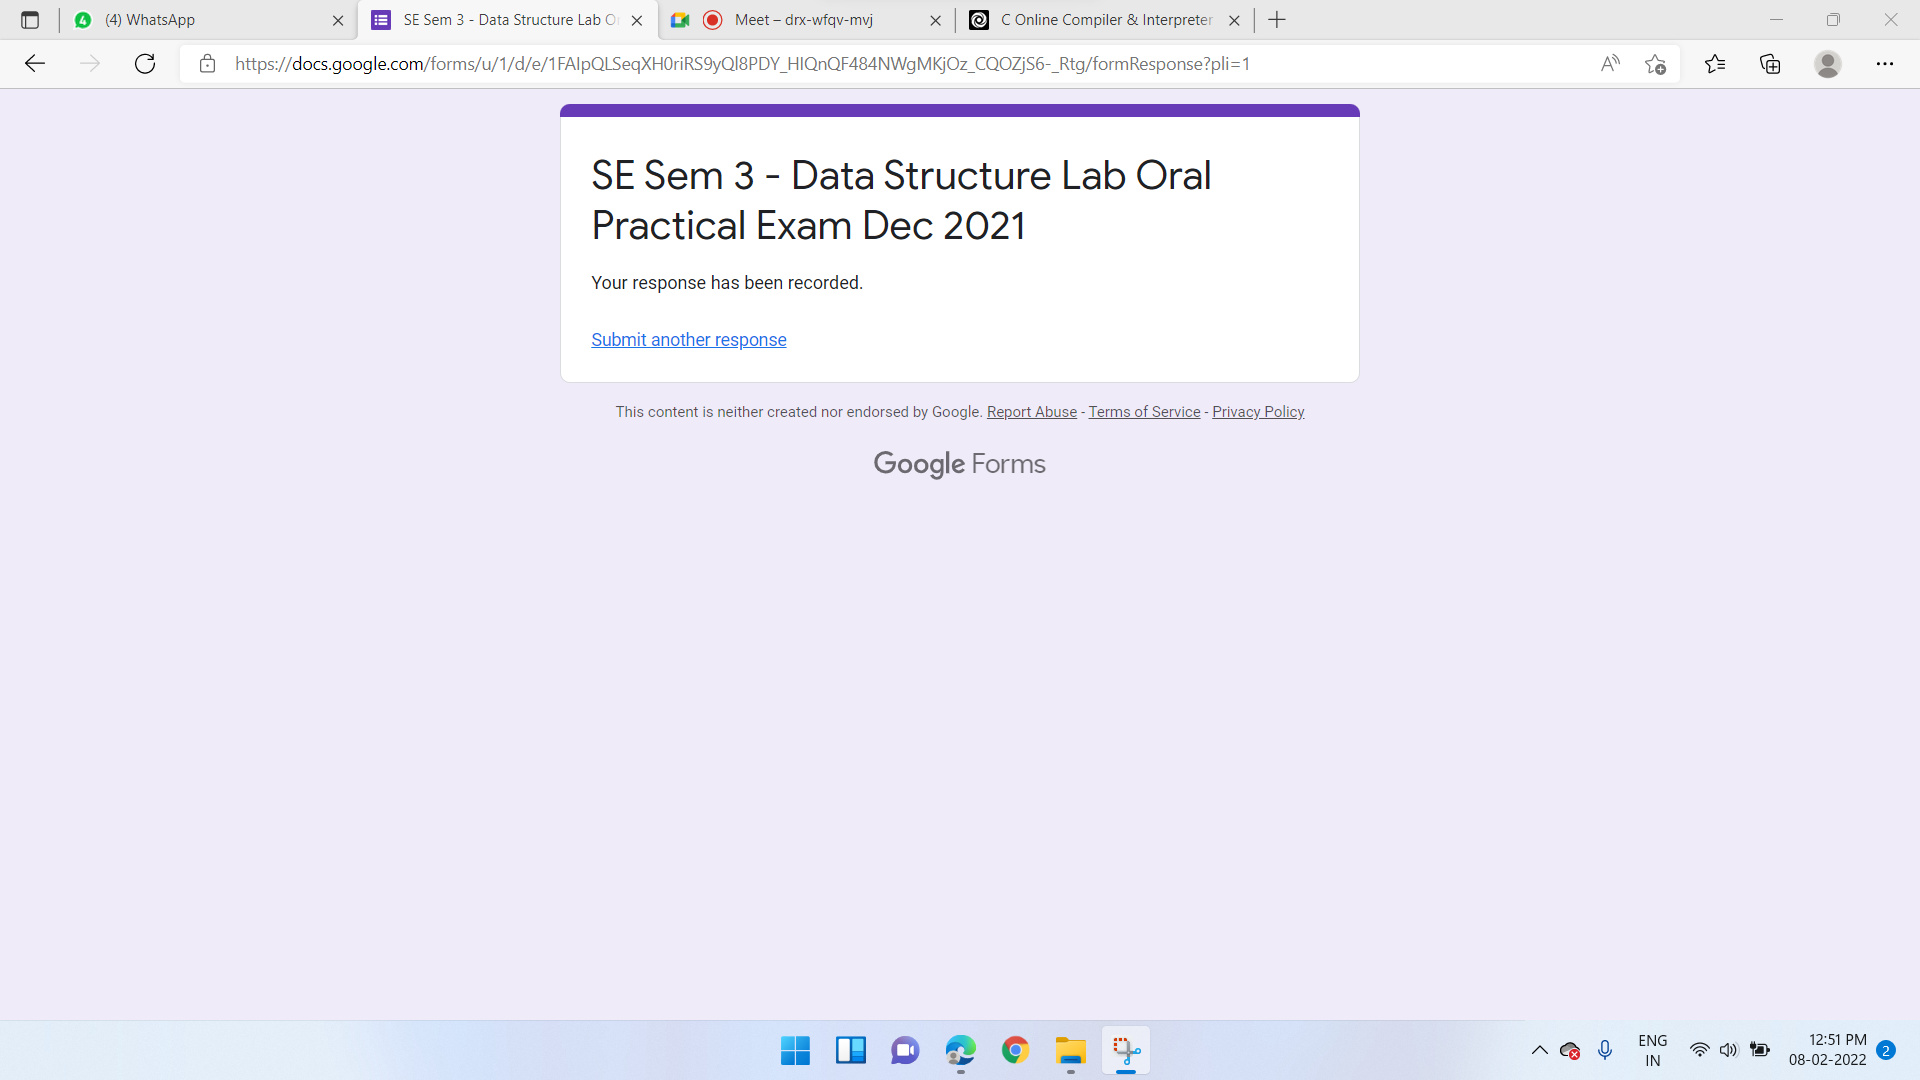 4 (4) WhatsApp
SE Sem 3 - Data Structure Lab O
Meet – drx-wfqv-mvj
C Online Compiler & Interpreter
https://docs.google.com/forms/u/1/d/e/1FAIpQLSeqXH0riRS9yQl8PDY_HIQnQF484NWgMKjOz_CQOZjS6-_Rtg/formResponse?pli=1
SE Sem 3 - Data Structure Lab Oral
Practical Exam Dec 2021
Your response has been recorded.
Submit another response
This content is neither created nor endorsed by Google. Report Abuse - Terms of Service - Privacy Policy
Google Forms
ENG
IN
12:51 PM
08-02-2022
2